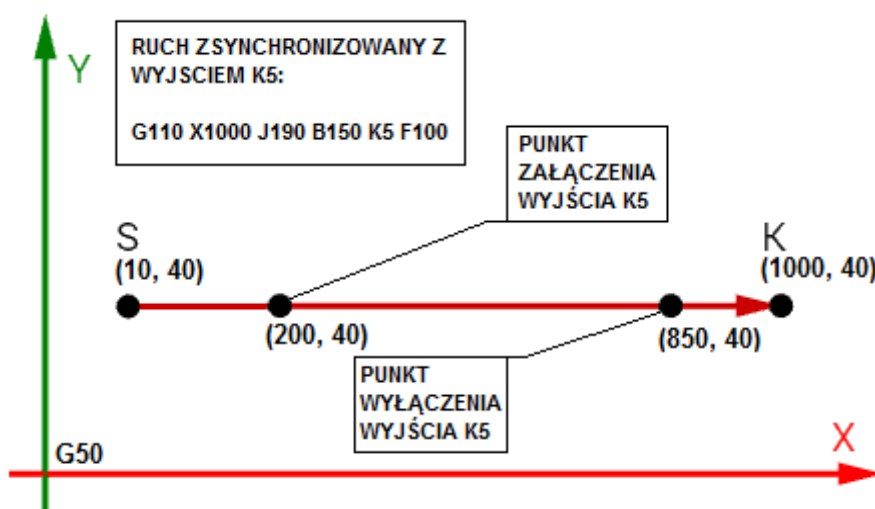 Y
RUCH ZSYNCHRONIZOWANY Z
WYJSCIEM K5:
G110 X1000 J190 B150 K5 F100
PUNKT
ZAŁĄCZENIA
WYJŚCIA K5
S
(10, 40)
K
(1000, 40)
(200, 40)
(850, 40)
PUNKT
WYŁĄCZENIA
WYJŚCIA K5
G50
X